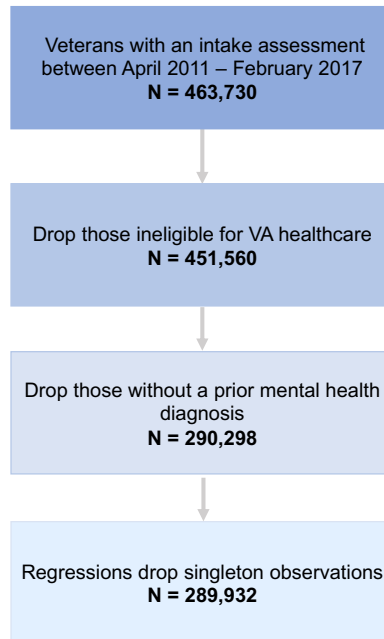 Veterans with an intake assessment
between April 2011 – February 2017
N = 463,730
Drop those ineligible for VA healthcare
N = 451,560
Drop those without a prior mental health
diagnosis
N = 290,298
Regressions drop singleton observations
N = 289,932